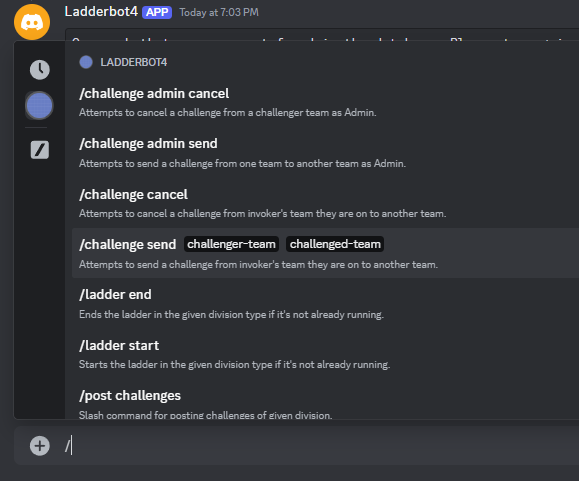 Ladderbot4 APP Today at 7:03 PM
LADDERBOT4
/challenge admin cancel
Attempts to cancel a challenge from a challenger team as Admin.
/challenge admin send
Attempts to send a challenge from one team to another team as Admin.
/challenge cancel
Attempts to cancel a challenge from invoker's team they are on to another team.
/challenge send challenger-team challenged-team
Attempts to send a challenge from invoker's team they are on to another team.
/ladder end
Ends the ladder in the given division type if it's not already running.
/ladder start
Starts the ladder in the given division type if it's not already running.
/post challenges
Slash command for posting challenges of given division.
/